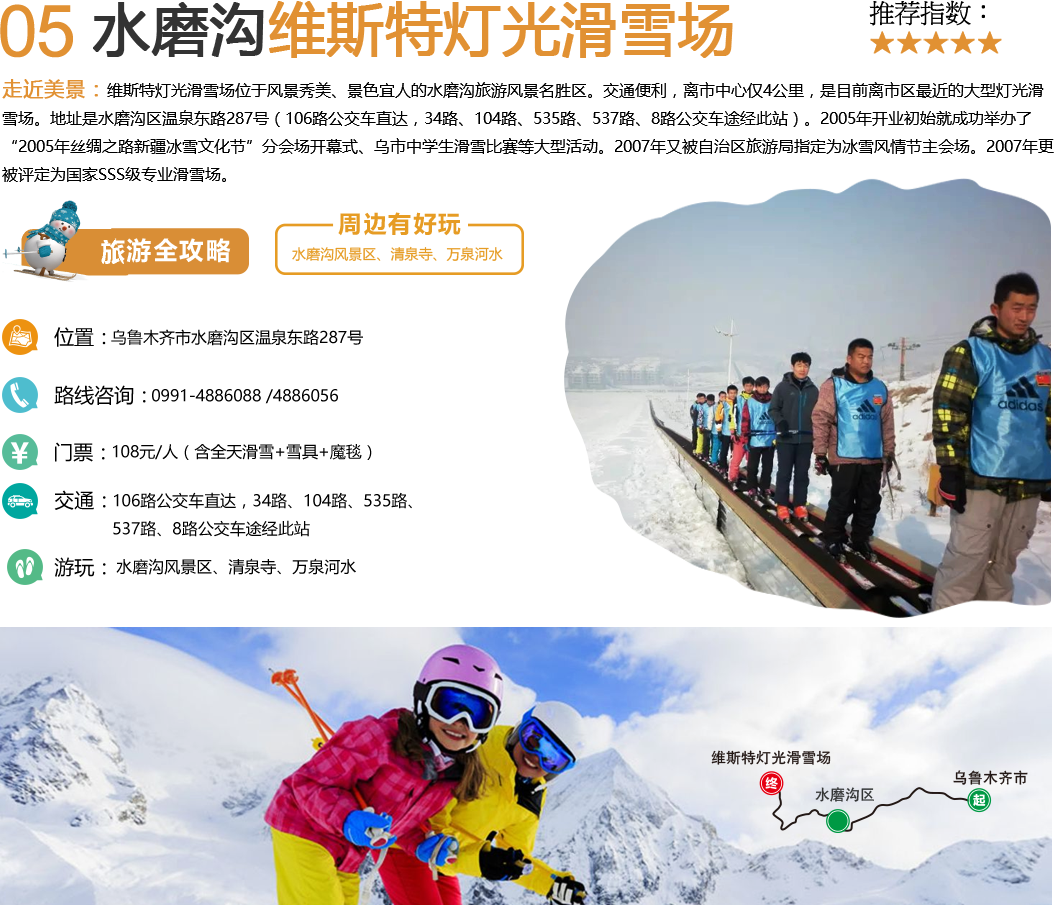 05 水磨沟维斯特灯光滑雪场
推荐指数：
★★★★★
走近美景：维斯特灯光滑雪场位于风景秀美、景色宜人的水磨沟旅游风景名胜区。交通便利，离市中心仅4公里，是目前离市区最近的大型灯光滑
雪场。地址是水磨沟区温泉东路287号（106路公交车直达，34路、104路、535路、537路、8路公交车途经此站）。2005年开业初始就成功举办了
“2005年丝绸之路新疆冰雪文化节”分会场开幕式、乌市中学生滑雪比赛等大型活动。2007年又被自治区旅游局指定为冰雪风情节主会场。2007年更
被评定为国家SSS级专业滑雪场。
旅游全攻略
周边有好玩
水磨沟风景区、清泉寺、万泉河水
位置：乌鲁木齐市水磨沟区温泉东路287号
路线咨询：0991-4886088 /4886056
¥ 门票：108元/人（含全天滑雪+雪具+魔毯）
交通：106路公交车直达，34路、104路、535路、
537路、8路公交车途经此站
游玩：水磨沟风景区、清泉寺、万泉河水
adidas
adidas
维斯特灯光滑雪场
终
水磨沟区
乌鲁木齐市
起